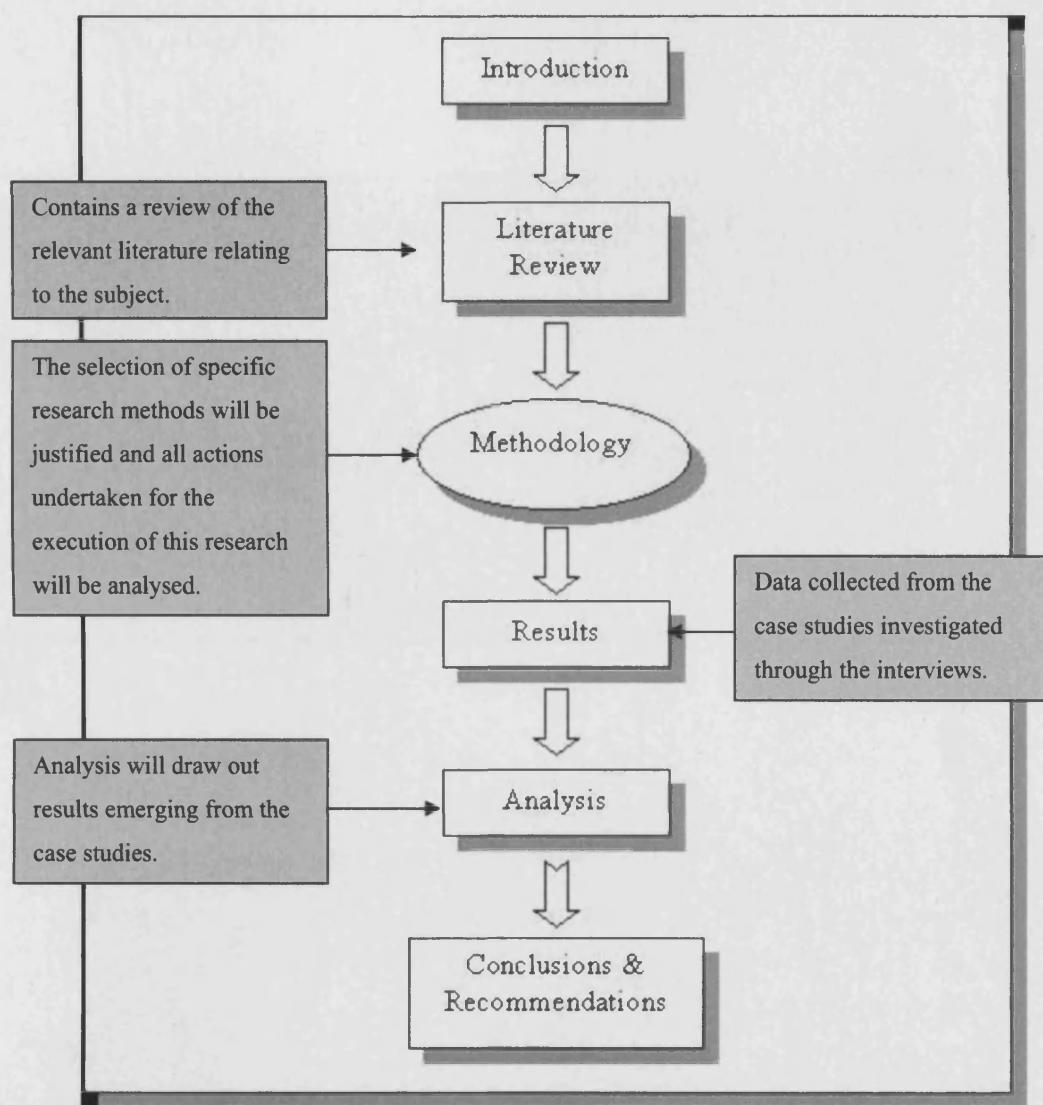 Introduction
Contains a review of the
relevant literature relating
to the subject.
Literature
Review
The selection of specific
research methods will be
justified and all actions
undertaken for the
execution of this research
will be analysed.
Methodology
Results
Data collected from the
case studies investigated
through the interviews.
Analysis will draw out
results emerging from the
case studies.
Analysis
Conclusions &
Recommendations